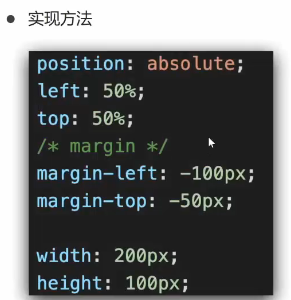 实现方法
position: absolute;
left: 50%;
top: 50%;
/* margin */
margin-left: -100px;
margin-top: -50px;
width: 200px;
height: 100px;